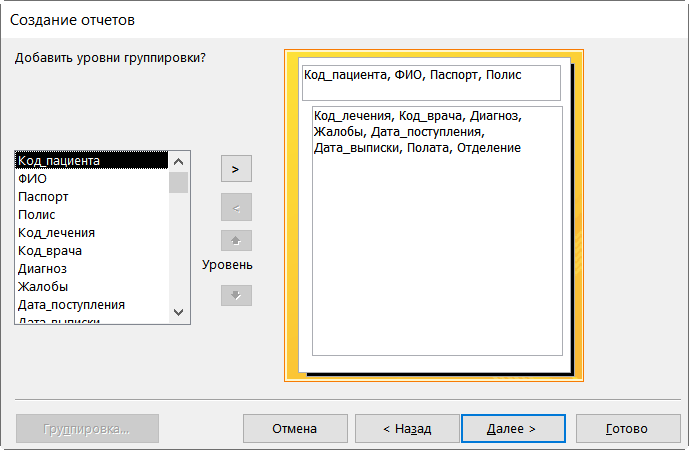 Создание отчетов
Добавить уровни группировки?
Код_пациента, ФИО, Паспорт, Полис
Код_лечения, Код_врача, Диагноз,
Жалобы, Дата_поступления,
Дата_выписки, Полата, Отделение
Код_пациента
ФИО
Паспорт
Полис
Код_лечения
Код_врача
Диагноз
Жалобы
Дата_поступления
Дата_выписки
>
<
Уровень
Группировка...
Отмена
< Назад
Далее >
Готово